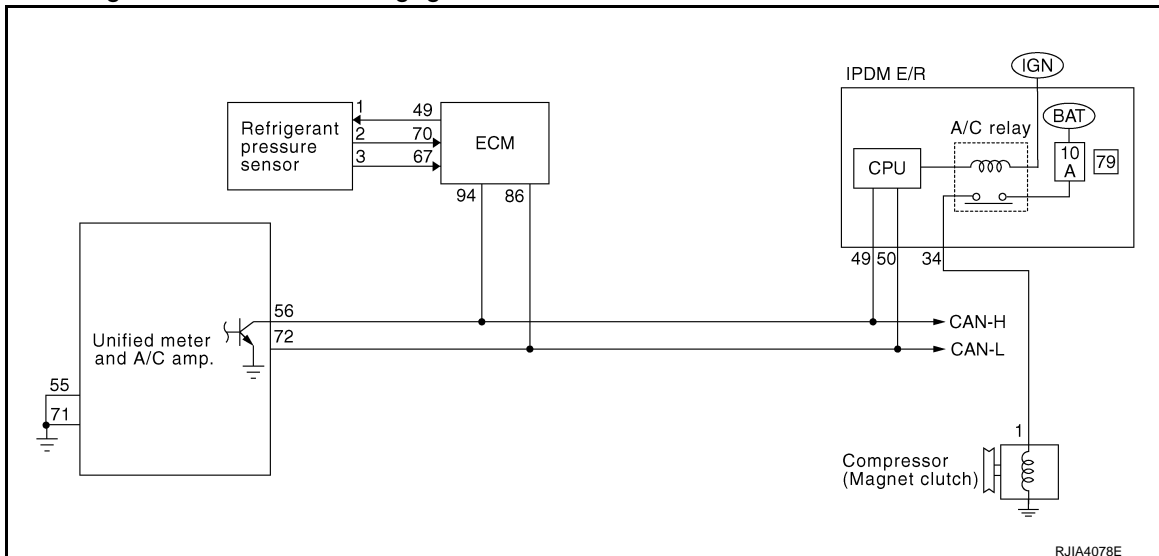 IPDM E/R
IGN
BAT
A/C relay
10
A
79
CPU
Refrigerant
pressure
sensor
1
2
3
49
70
67
ECM
94
86
49
50
34
56
72
CAN-H
CAN-L
Unified meter
and A/C amp.
55
71
1
Compressor
(Magnet clutch)
RJIA4078E